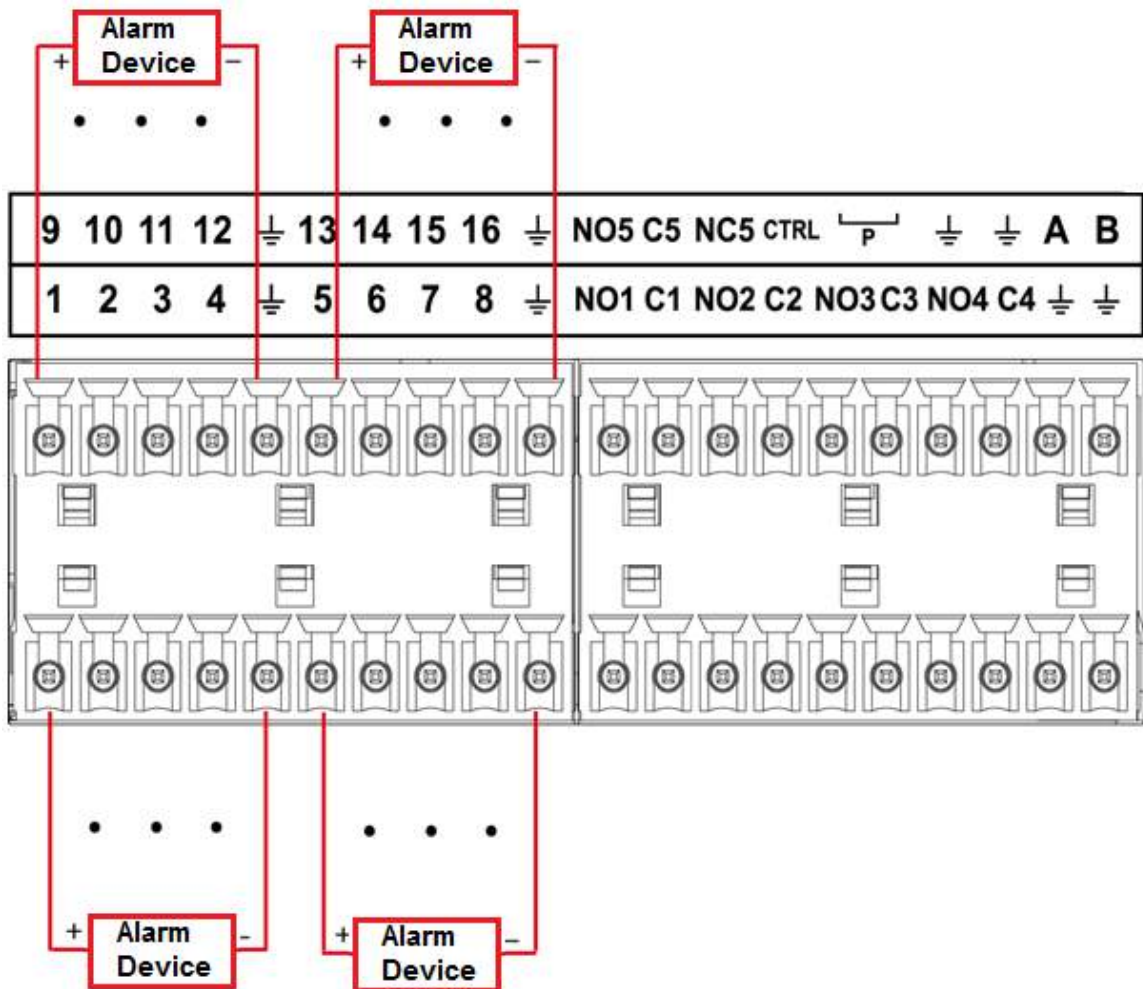 Alarm
Device
+ −
Alarm
Device
+ −
9 10 11 12 ⏚ 13 14 15 16 ⏚ NO5 C5 NC5 CTRL P ⏚ ⏚ A B
1 2 3 4 ⏚ 5 6 7 8 ⏚ NO1 C1 NO2 C2 NO3 C3 NO4 C4 ⏚ ⏚
+ -
Alarm
Device
+ −
Alarm
Device